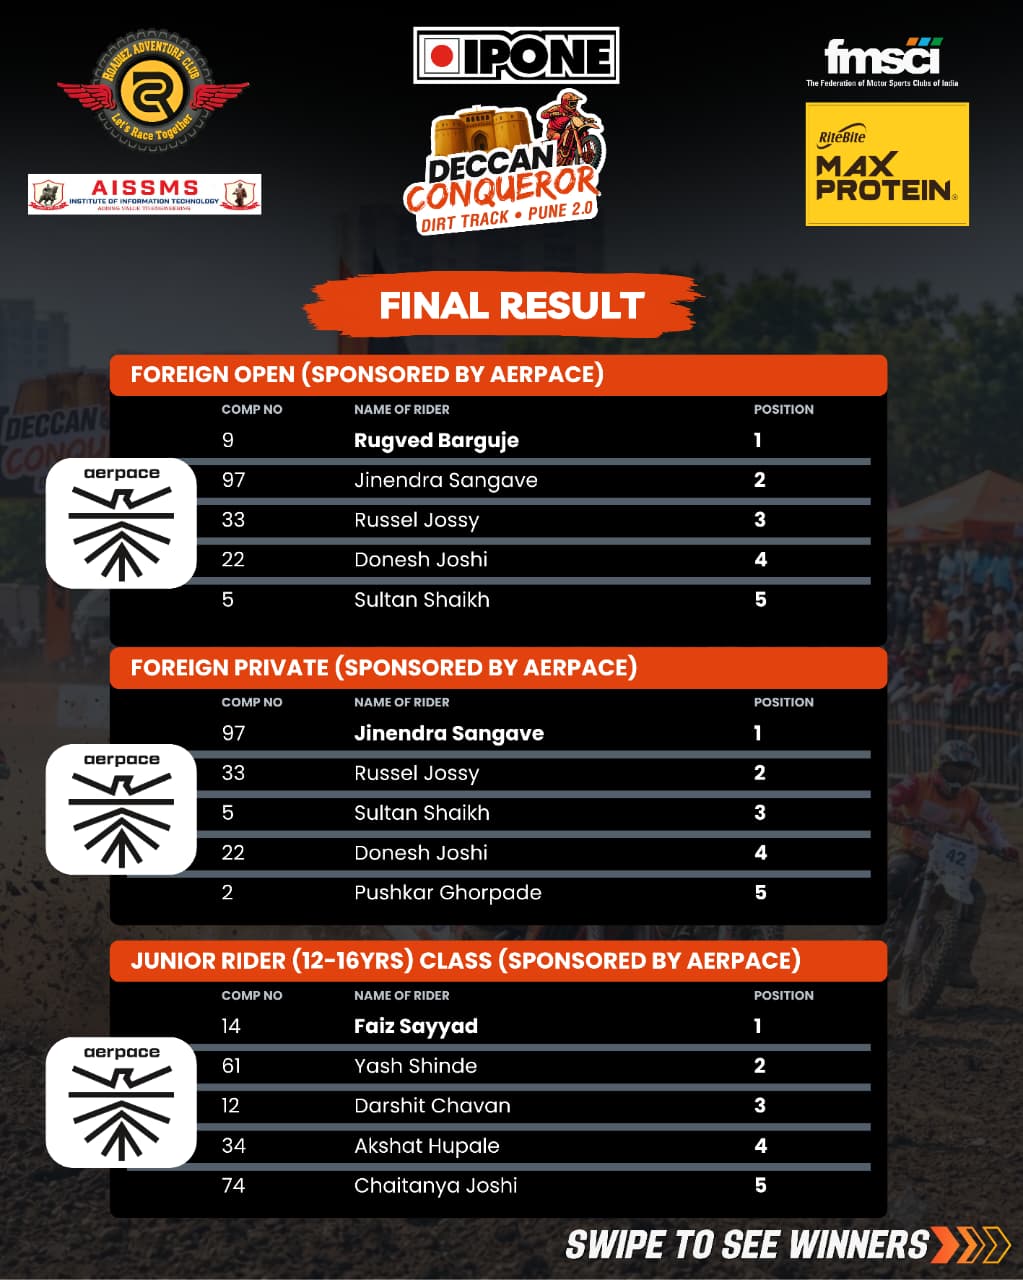 ROADIEZ ADVENTURE CLUB
Let's Race Together
AISSMS
INSTITUTE OF INFORMATION TECHNOLOGY
ADDING VALUE TO ENGINEERING
IPONE
DECCAN
CONQUEROR
DIRT TRACK • PUNE 2.0
fmsci
The Federation of Motor Sports Clubs of India
RiteBite
MAX
PROTEIN®
FINAL RESULT
FOREIGN OPEN (SPONSORED BY AERPACE)
COMP NO NAME OF RIDER POSITION
9 Rugved Barguje 1
aerpace
97 Jinendra Sangave 2
33 Russel Jossy 3
22 Donesh Joshi 4
5 Sultan Shaikh 5
FOREIGN PRIVATE (SPONSORED BY AERPACE)
COMP NO NAME OF RIDER POSITION
97 Jinendra Sangave 1
aerpace
33 Russel Jossy 2
5 Sultan Shaikh 3
22 Donesh Joshi 4
2 Pushkar Ghorpade 5
JUNIOR RIDER (12-16YRS) CLASS (SPONSORED BY AERPACE)
COMP NO NAME OF RIDER POSITION
14 Faiz Sayyad 1
aerpace
61 Yash Shinde 2
12 Darshit Chavan 3
34 Akshat Hupale 4
74 Chaitanya Joshi 5
DECCAN
42
SWIPE TO SEE WINNERS